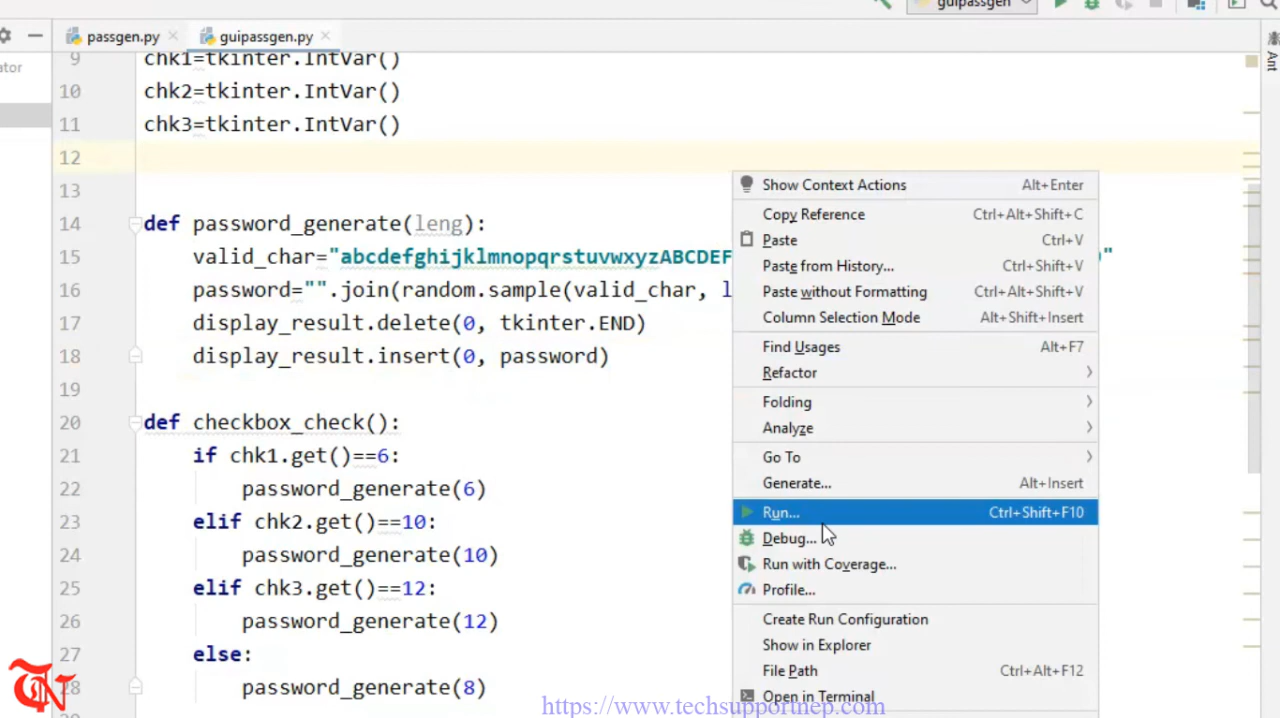 guipassgen
ator
passgen.py
guipassgen.py
Ant
9 chk1=tkinter.IntVar()
10 chk2=tkinter.IntVar()
11 chk3=tkinter.IntVar()
12
13
14 def password_generate(leng):
15 valid_char="abcdefghijklmnopqrstuvwxyzABCDEF "
16 password="".join(random.sample(valid_char, l
17 display_result.delete(0, tkinter.END)
18 display_result.insert(0, password)
19
20 def checkbox_check():
21 if chk1.get()==6:
22 password_generate(6)
23 elif chk2.get()==10:
24 password_generate(10)
25 elif chk3.get()==12:
26 password_generate(12)
27 else:
28 password_generate(8)
Show Context Actions Alt+Enter
Copy Reference Ctrl+Alt+Shift+C
Paste Ctrl+V
Paste from History... Ctrl+Shift+V
Paste without Formatting Ctrl+Alt+Shift+V
Column Selection Mode Alt+Shift+Insert
Find Usages Alt+F7
Refactor
Folding
Analyze
Go To
Generate... Alt+Insert
Run... Ctrl+Shift+F10
Debug...
Run with Coverage...
Profile...
Create Run Configuration
Show in Explorer
File Path Ctrl+Alt+F12
Open in Terminal
TN
https://www.techsupportnep.com